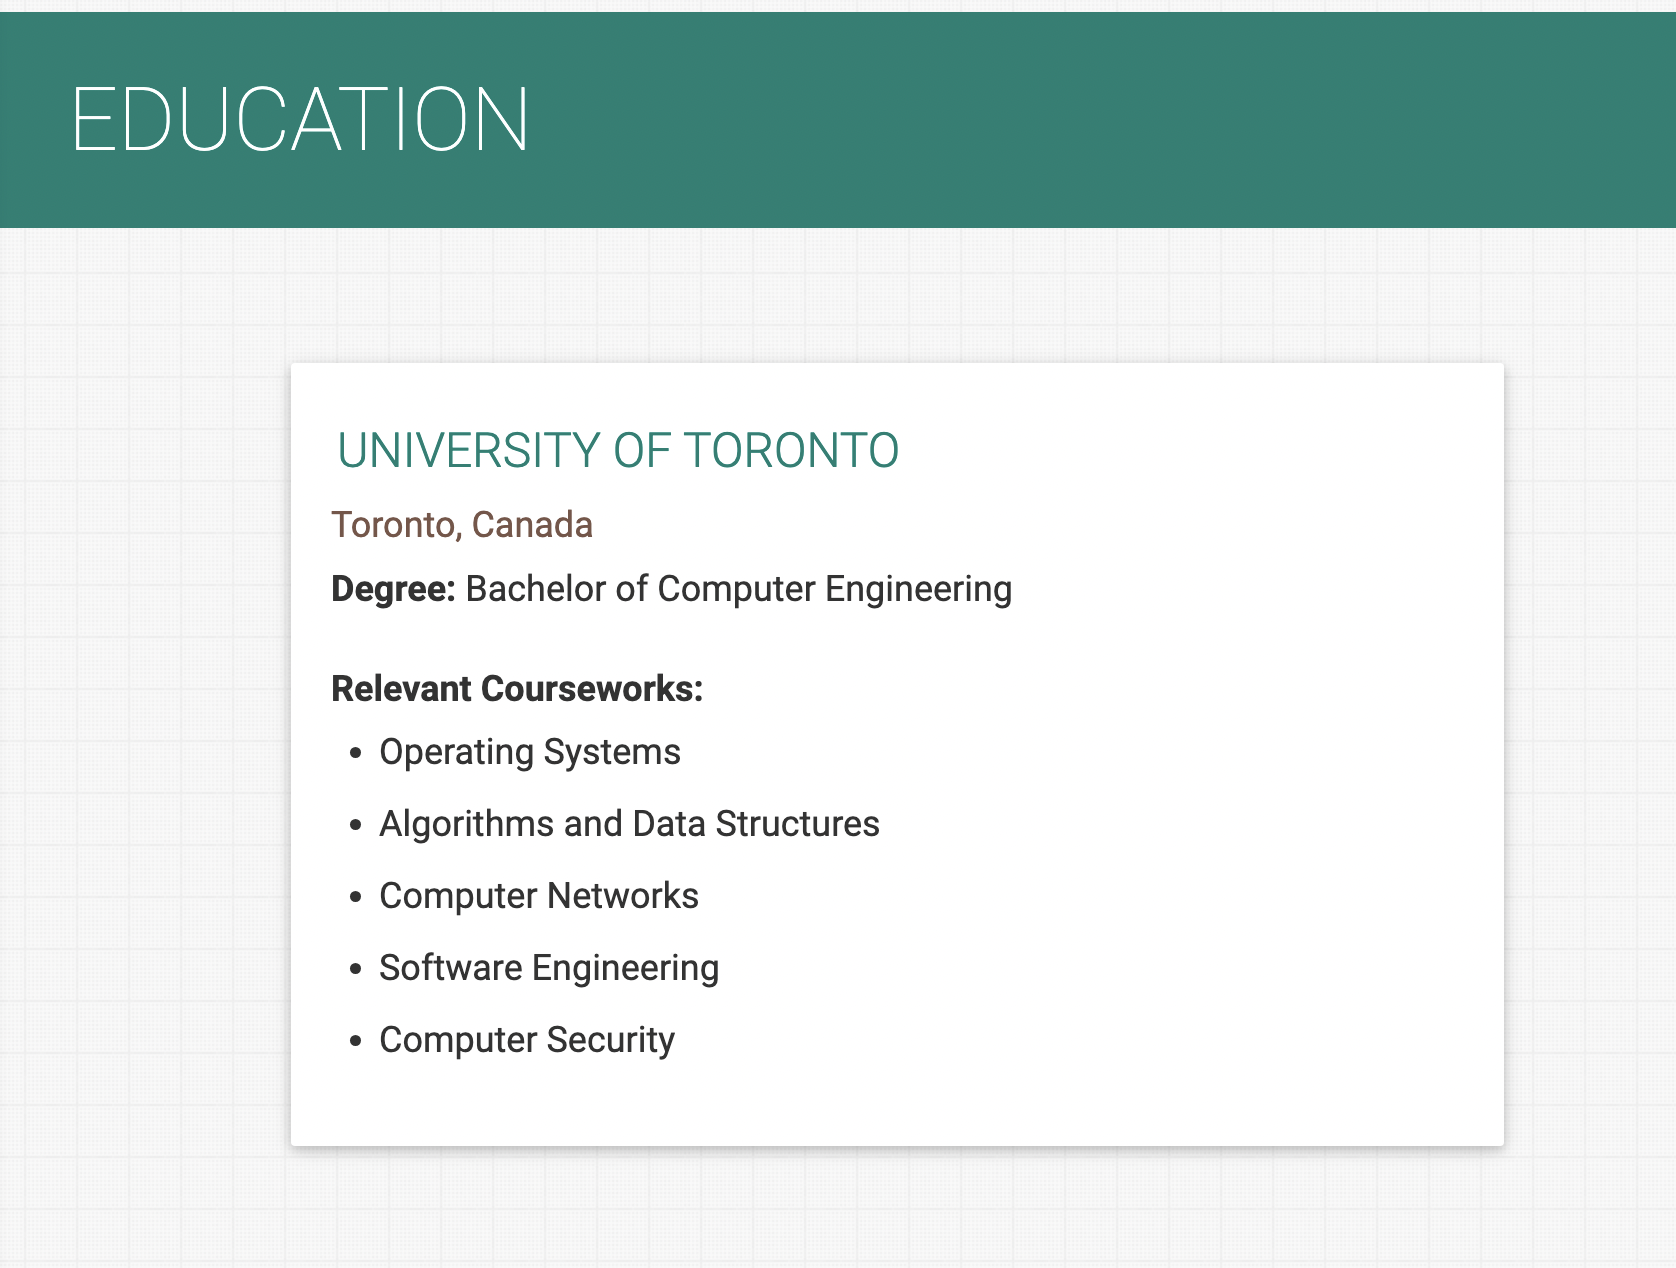 EDUCATION
UNIVERSITY OF TORONTO
Toronto, Canada
Degree: Bachelor of Computer Engineering
Relevant Courseworks:
• Operating Systems
• Algorithms and Data Structures
• Computer Networks
• Software Engineering
• Computer Security